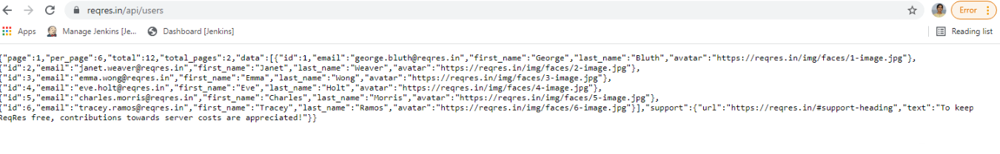 reqres.in/api/users
Error
Apps
Manage Jenkins [Je...
Dashboard [Jenkins]
Reading list
{"page":1,"per_page":6,"total":12,"total_pages":2,"data":[{"id":1,"email":"george.bluth@reqres.in","first_name":"George","last_name":"Bluth","avatar":"https://reqres.in/img/faces/1-image.jpg"},
{"id":2,"email":"janet.weaver@reqres.in","first_name":"Janet","last_name":"Weaver","avatar":"https://reqres.in/img/faces/2-image.jpg"},
{"id":3,"email":"emma.wong@reqres.in","first_name":"Emma","last_name":"Wong","avatar":"https://reqres.in/img/faces/3-image.jpg"},
{"id":4,"email":"eve.holt@reqres.in","first_name":"Eve","last_name":"Holt","avatar":"https://reqres.in/img/faces/4-image.jpg"},
{"id":5,"email":"charles.morris@reqres.in","first_name":"Charles","last_name":"Morris","avatar":"https://reqres.in/img/faces/5-image.jpg"},
{"id":6,"email":"tracey.ramos@reqres.in","first_name":"Tracey","last_name":"Ramos","avatar":"https://reqres.in/img/faces/6-image.jpg"}],"support":{"url":"https://reqres.in/#support-heading","text":"To keep
ReqRes free, contributions towards server costs are appreciated!"}}